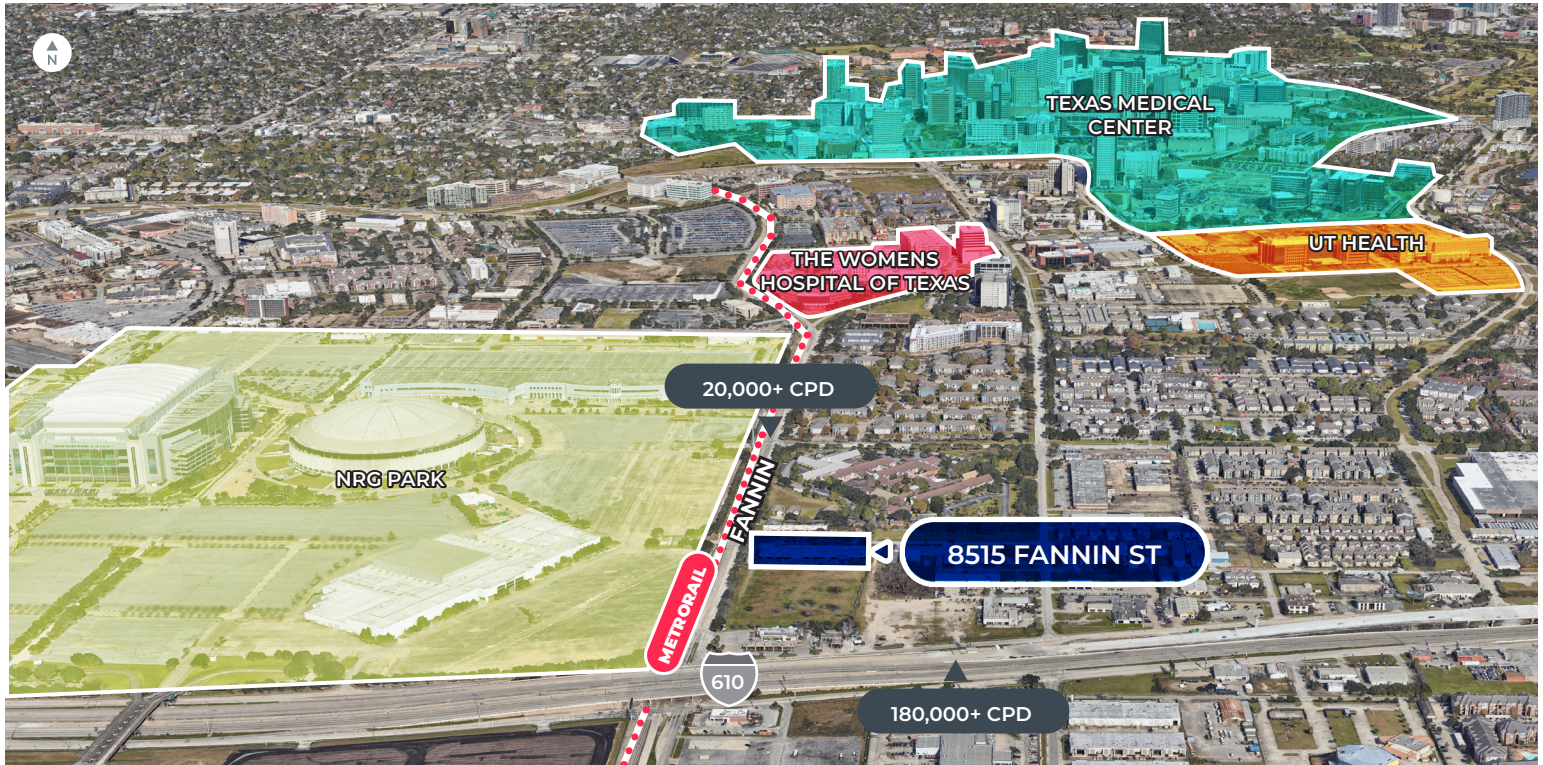 N
TEXAS MEDICAL
CENTER
UT HEALTH
THE WOMENS
HOSPITAL OF TEXAS
20,000+ CPD
NRG PARK
FANNIN
8515 FANNIN ST
METRORAIL
610
180,000+ CPD